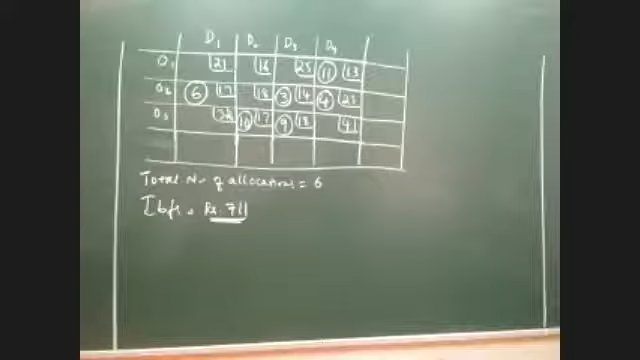 D1 D2 D3 D4
O1 21 16 25 11 13
O2 6 17 18 3 14 4 23
O3 32 10 17 9 18 41
Total No of allocations = 6
Ibfs = Rs. 711